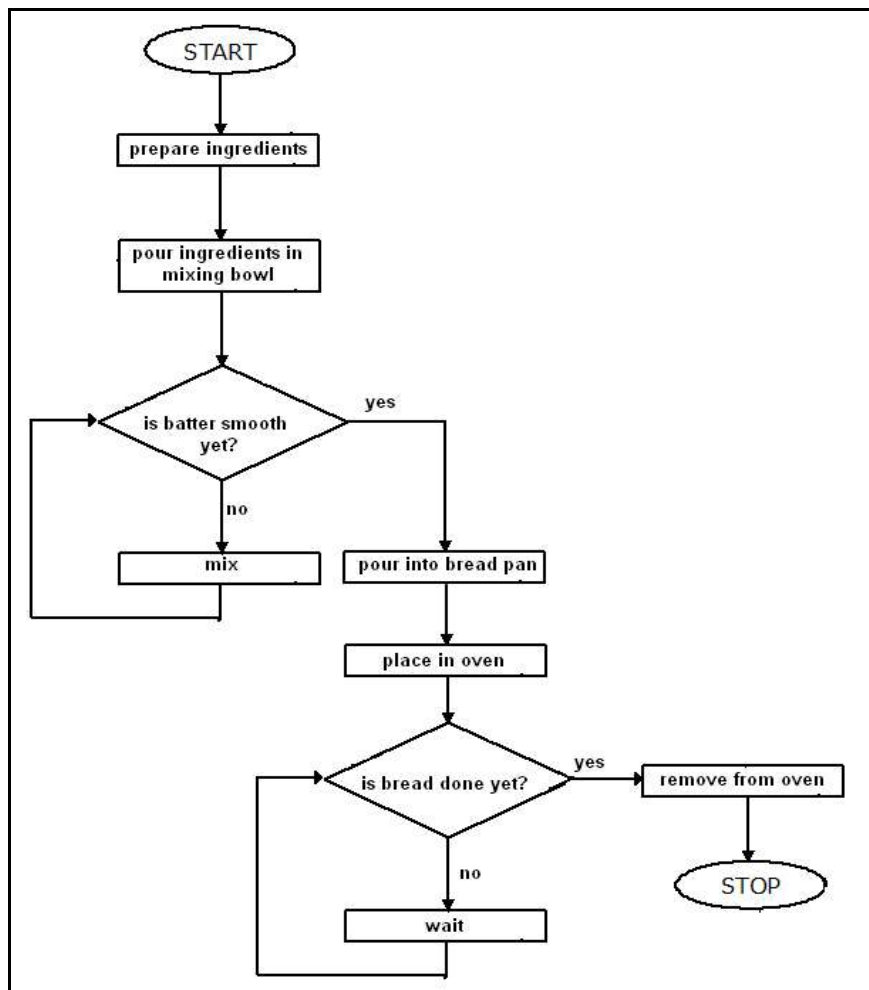 START
prepare ingredients
pour ingredients in
mixing bowl
is batter smooth
yet?
yes
no
mix
pour into bread pan
place in oven
is bread done yet?
yes
remove from oven
no
wait
STOP